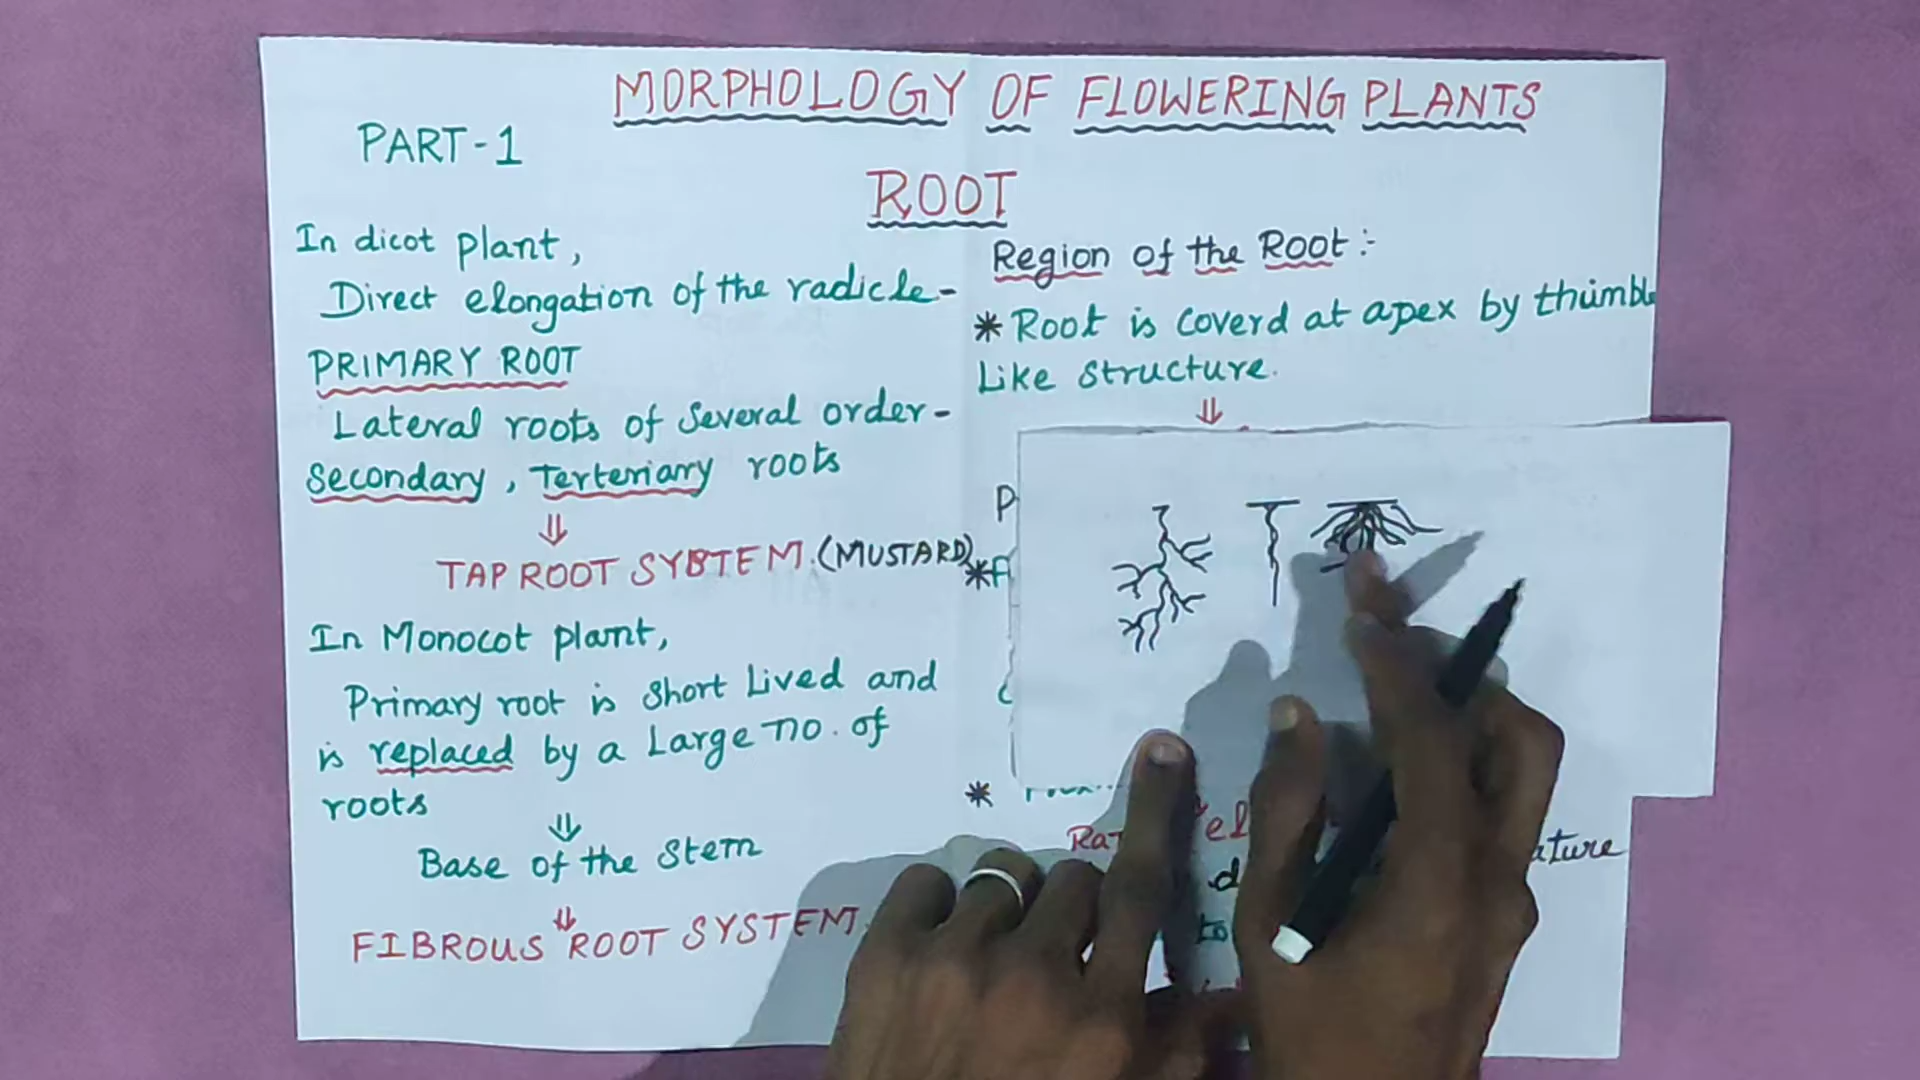 MORPHOLOGY OF FLOWERING PLANTS
PART-1
ROOT
In dicot plant,
Direct elongation of the radicle-
PRIMARY ROOT
Lateral roots of Several order-
Secondary, Terteriary roots
⇓
TAP ROOT SYSTEM. (MUSTARD)
In Monocot plant,
Primary root is short Lived and
is replaced by a Large no. of
roots
⇓
Base of the Stem
⇓
FIBROUS ROOT SYSTEM.
Region of the Root :-
* Root is coverd at apex by thimble
Like structure.
⇓